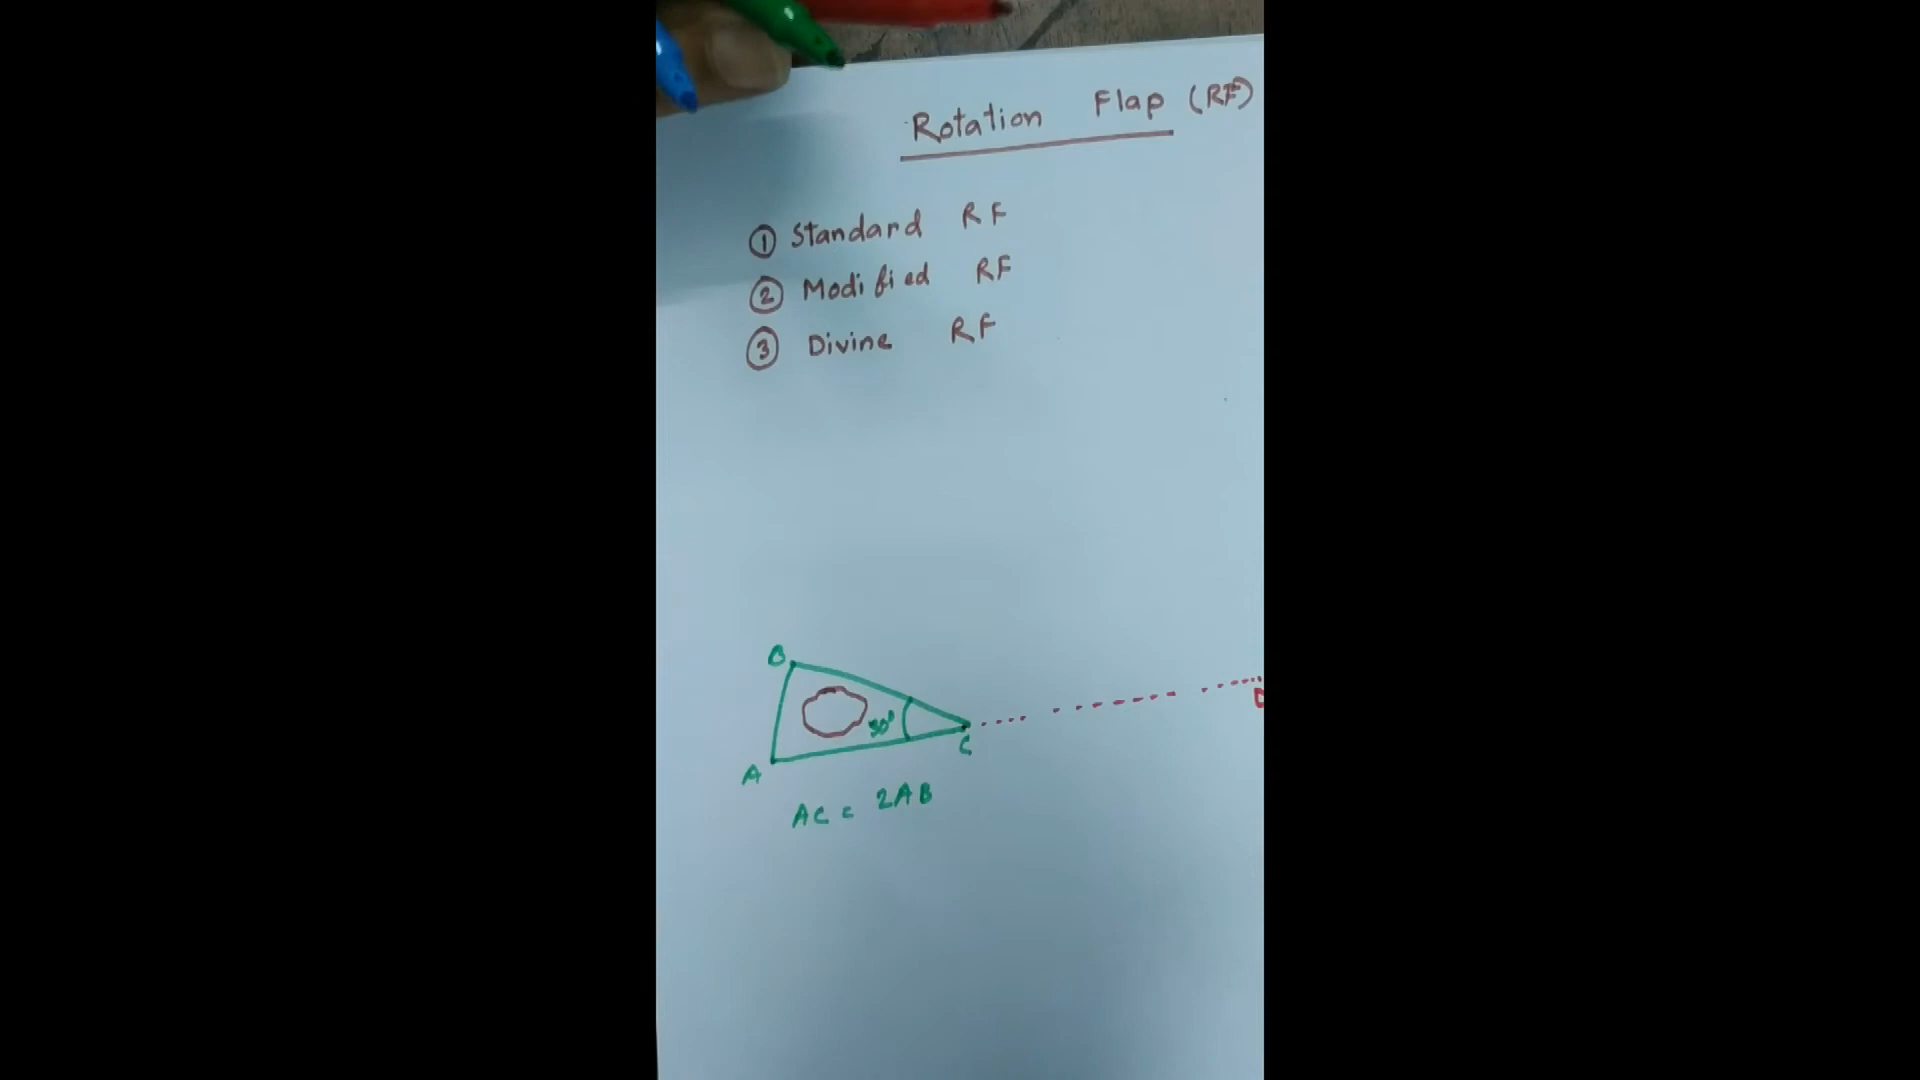 Rotation Flap (RF)
① Standard RF
② Modified RF
③ Divine RF
B
30°
C
A
AC = 2AB